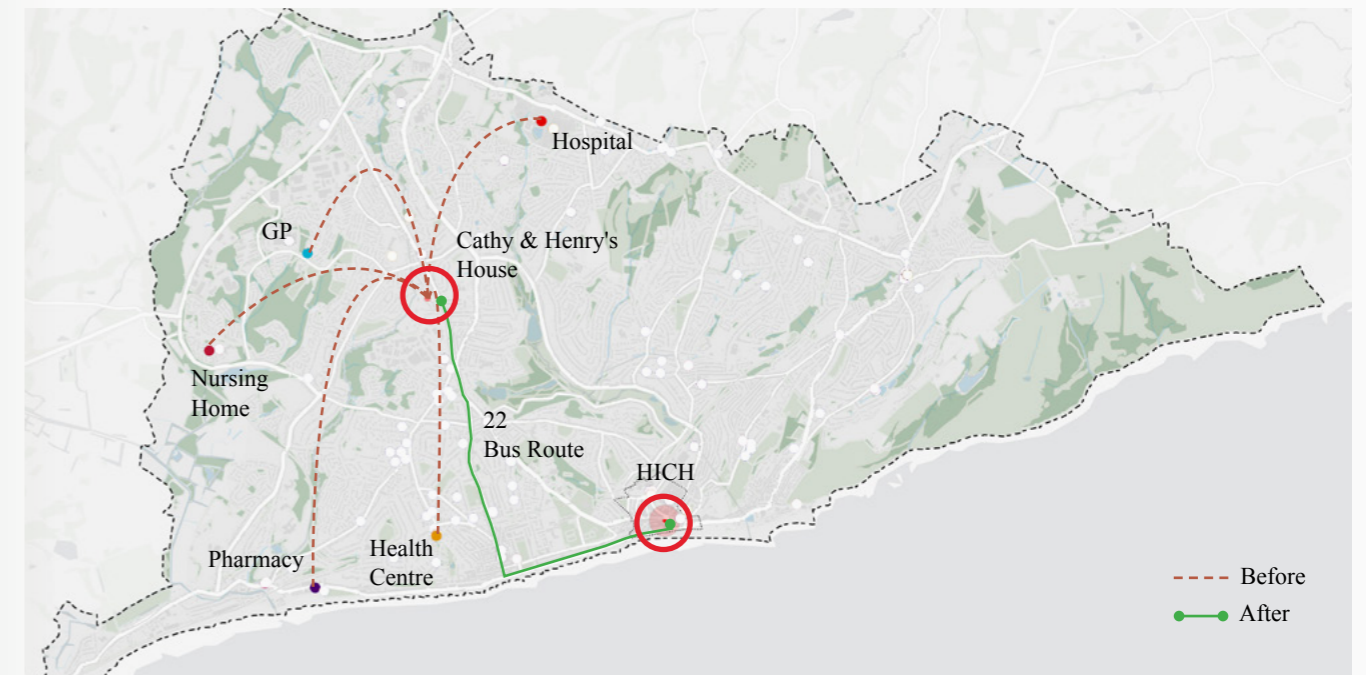 Hospital
GP
Cathy & Henry's
House
Nursing
Home
22
Bus Route
HICH
Pharmacy
Health
Centre
Before
After